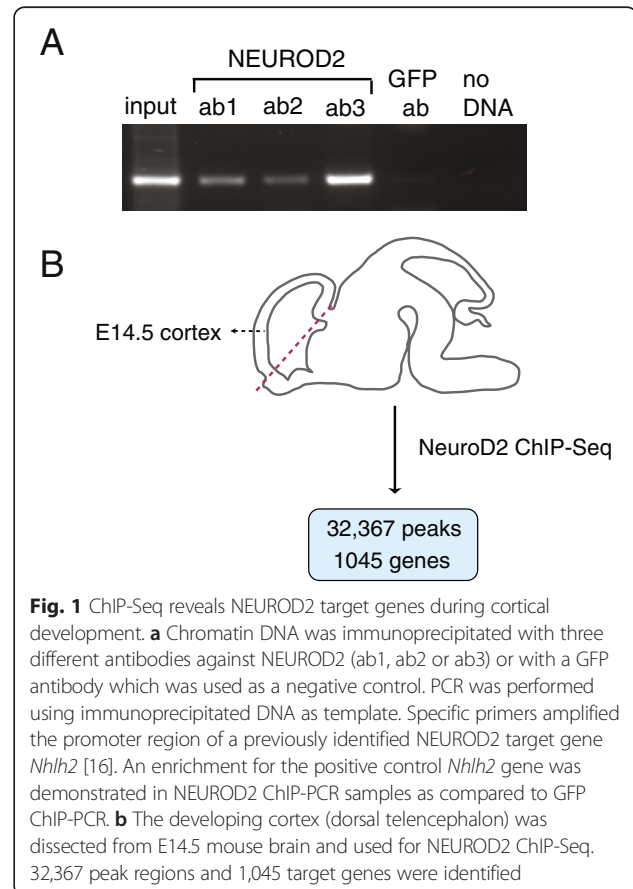 A
NEUROD2
GFP no
input ab1 ab2 ab3 ab DNA
B
E14.5 cortex
NeuroD2 ChIP-Seq
32,367 peaks
1045 genes
Fig. 1 ChIP-Seq reveals NEUROD2 target genes during cortical
development. a Chromatin DNA was immunoprecipitated with three
different antibodies against NEUROD2 (ab1, ab2 or ab3) or with a GFP
antibody which was used as a negative control. PCR was performed
using immunoprecipitated DNA as template. Specific primers amplified
the promoter region of a previously identified NEUROD2 target gene
Nhlh2 [16]. An enrichment for the positive control Nhlh2 gene was
demonstrated in NEUROD2 ChIP-PCR samples as compared to GFP
ChIP-PCR. b The developing cortex (dorsal telencephalon) was
dissected from E14.5 mouse brain and used for NEUROD2 ChIP-Seq.
32,367 peak regions and 1,045 target genes were identified